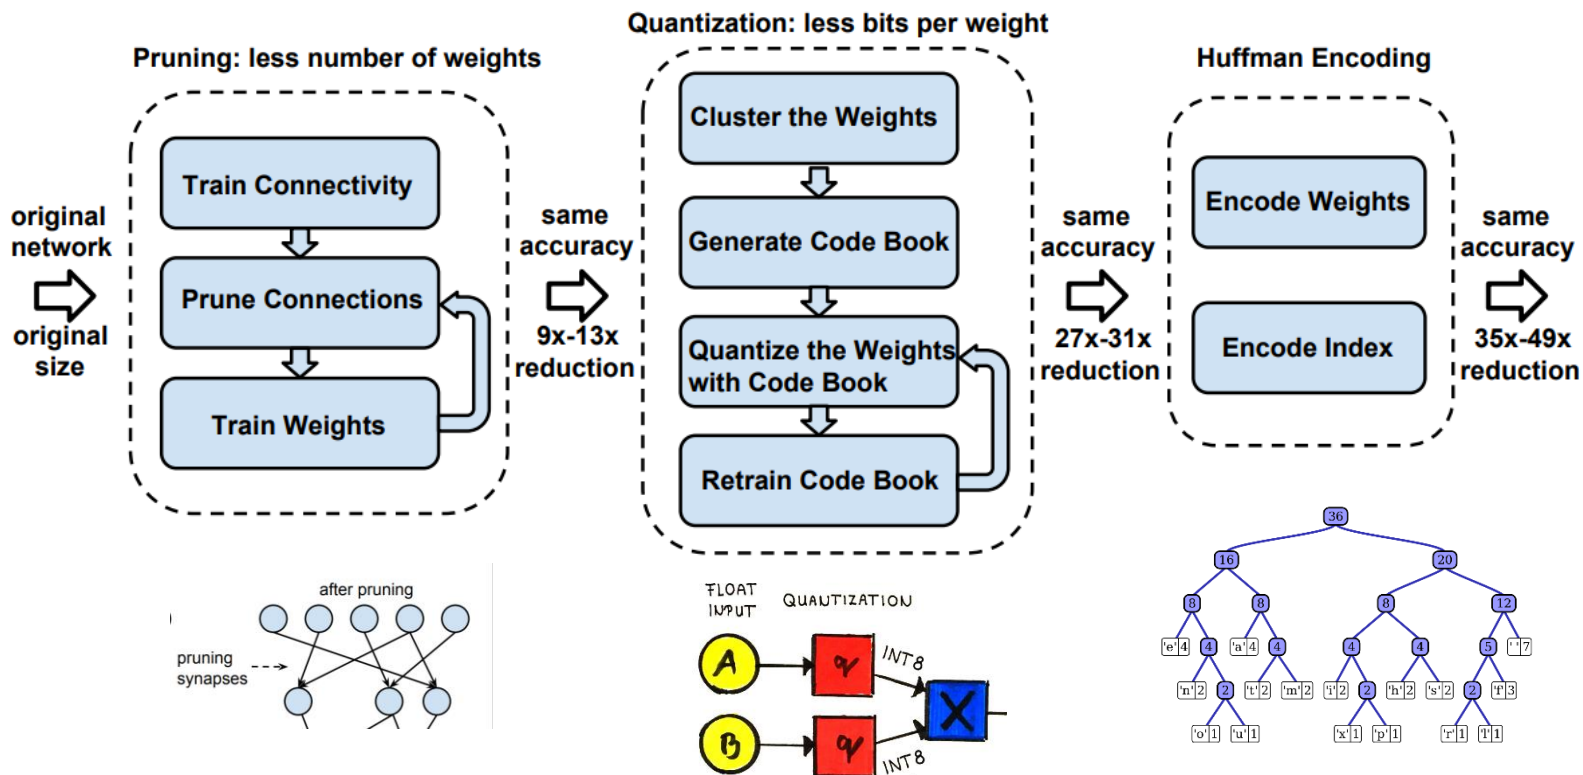 Quantization: less bits per weight
Pruning: less number of weights
Huffman Encoding
original
network
original
size
Train Connectivity
Prune Connections
Train Weights
same
accuracy
9x-13x
reduction
Cluster the Weights
Generate Code Book
Quantize the Weights
with Code Book
Retrain Code Book
same
accuracy
27x-31x
reduction
Encode Weights
Encode Index
same
accuracy
35x-49x
reduction
after pruning
pruning
synapses
FLOAT
INPUT
QUANTIZATION
A
q
INT8
X
B
q
INT8
36
16
20
8
8
8
12
'e' 4
4
'a' 4
4
4
4
5
' ' 7
'n' 2
2
't' 2
'm' 2
'i' 2
2
'h' 2
's' 2
2
'f' 3
'o' 1
'u' 1
'x' 1
'p' 1
'r' 1
'l' 1